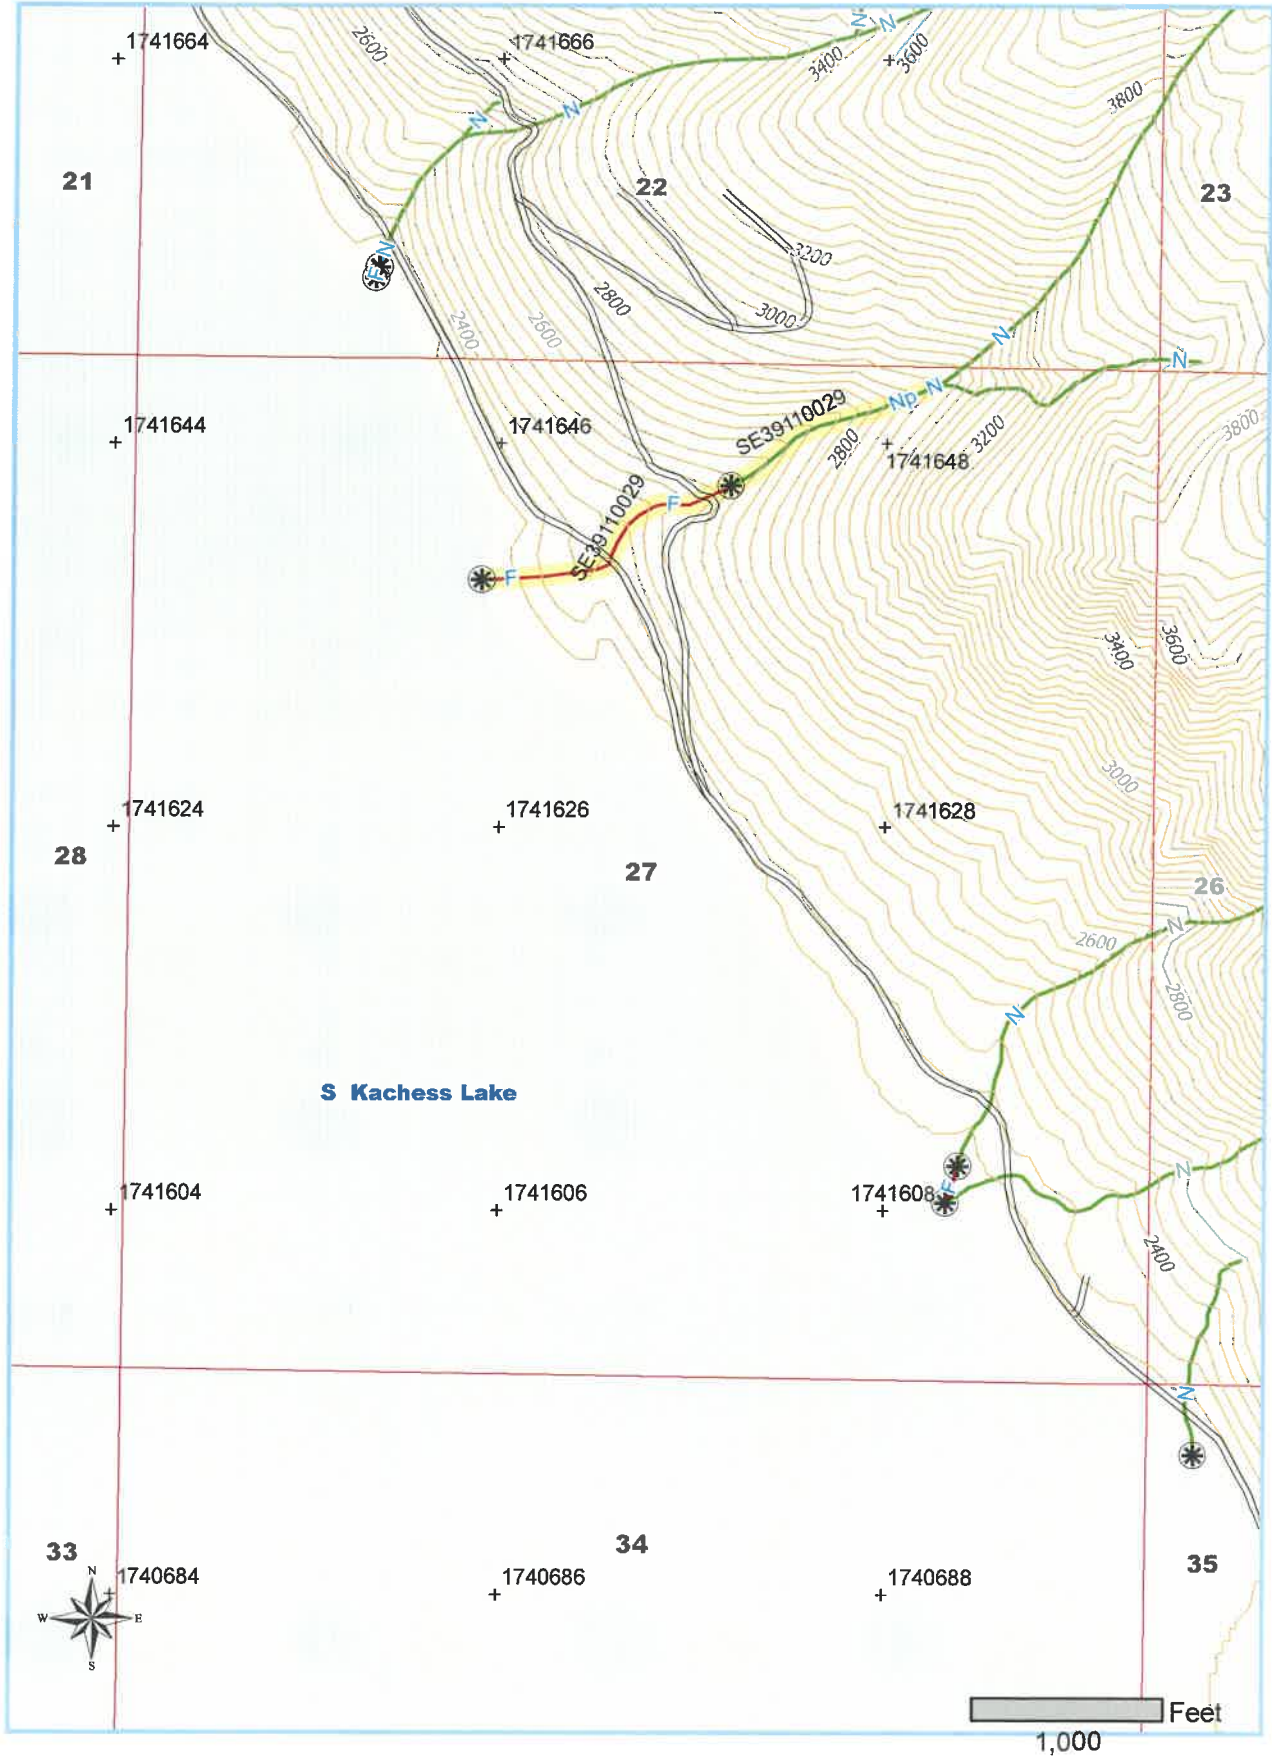 N N
1741664
2600
1741666
3400
3600
3800
N N
21
22
23
N
F
3200
2800
3000
2400
2600
N
N
Np N
SE39110029
1741644
1741646
2800
1741648
3200
3800
SE39110029
F
F
3400
3600
3000
1741624
1741626
1741628
28
27
26
N
2600
2800
N
S Kachess Lake
N
1741604
1741606
1741608
F
2400
N
33
34
35
N
W E
S
1740684
1740686
1740688
Feet
1,000